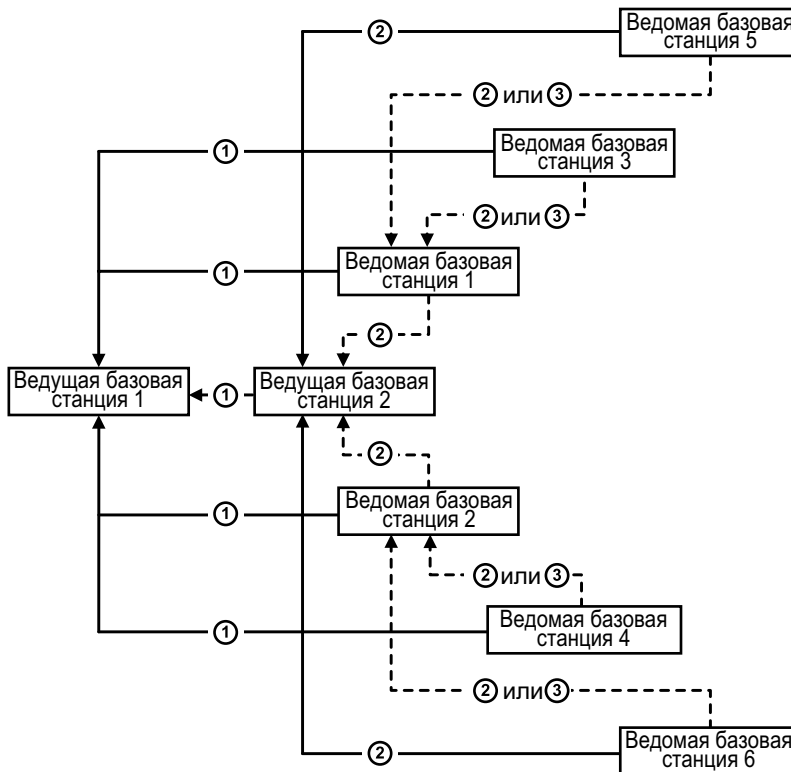 Ведомая базовая
станция 5
②
② или ③
Ведомая базовая
станция 3
①
② или ③
Ведомая базовая
станция 1
①
②
Ведущая базовая
станция 1
①
Ведущая базовая
станция 2
②
Ведомая базовая
станция 2
①
② или ③
Ведомая базовая
станция 4
①
② или ③
Ведомая базовая
станция 6
②